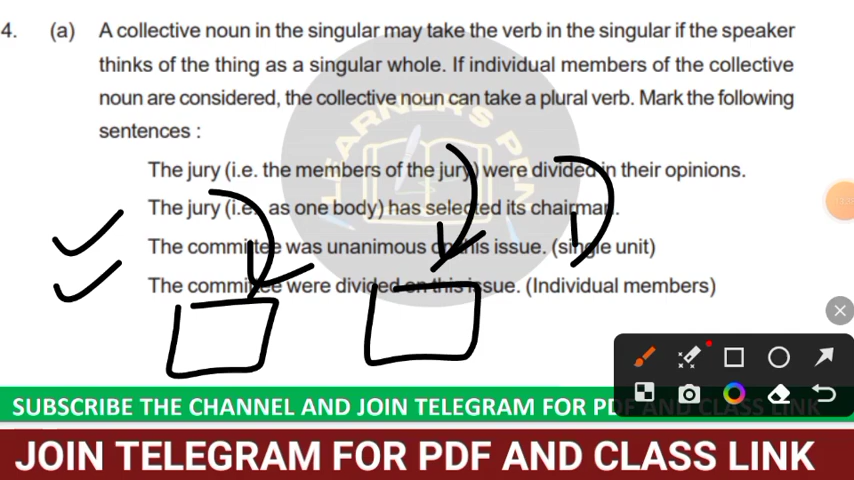 4. (a) A collective noun in the singular may take the verb in the singular if the speaker
thinks of the thing as a singular whole. If individual members of the collective
noun are considered, the collective noun can take a plural verb. Mark the following
sentences :
The jury (i.e. the members of the jury) were divided in their opinions.
The jury (i.e. as one body) has selected its chairman.
The committee was unanimous on this issue. (single unit)
The committee were divided on this issue. (Individual members)
LEARNER'S PEN
SUBSCRIBE THE CHANNEL AND JOIN TELEGRAM FOR PDF AND CLASS LINK
JOIN TELEGRAM FOR PDF AND CLASS LINK